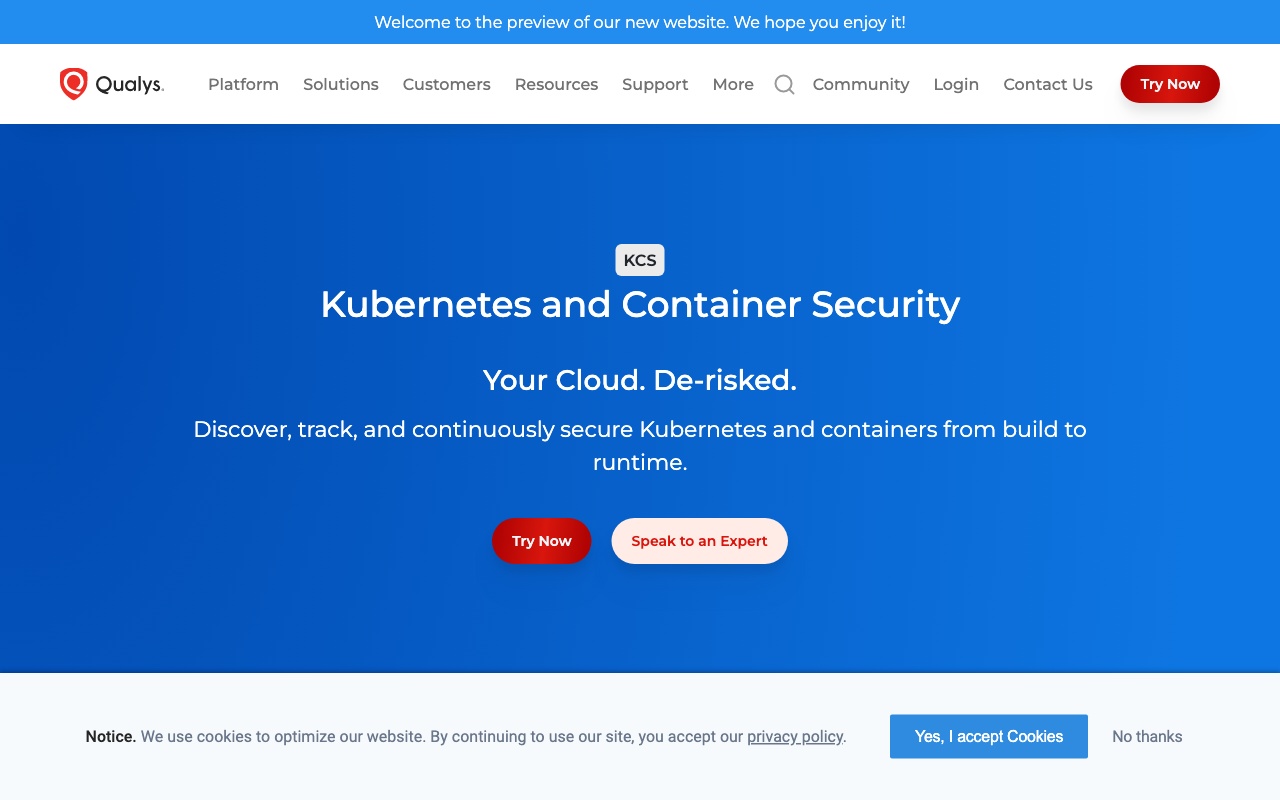 Welcome to the preview of our new website. We hope you enjoy it!
Qualys.
Platform
Solutions
Customers
Resources
Support
More
Community
Login
Contact Us
Try Now
KCS
Kubernetes and Container Security
Your Cloud. De-risked.
Discover, track, and continuously secure Kubernetes and containers from build to
runtime.
Try Now
Speak to an Expert
Notice. We use cookies to optimize our website. By continuing to use our site, you accept our privacy policy.
Yes, I accept Cookies
No thanks